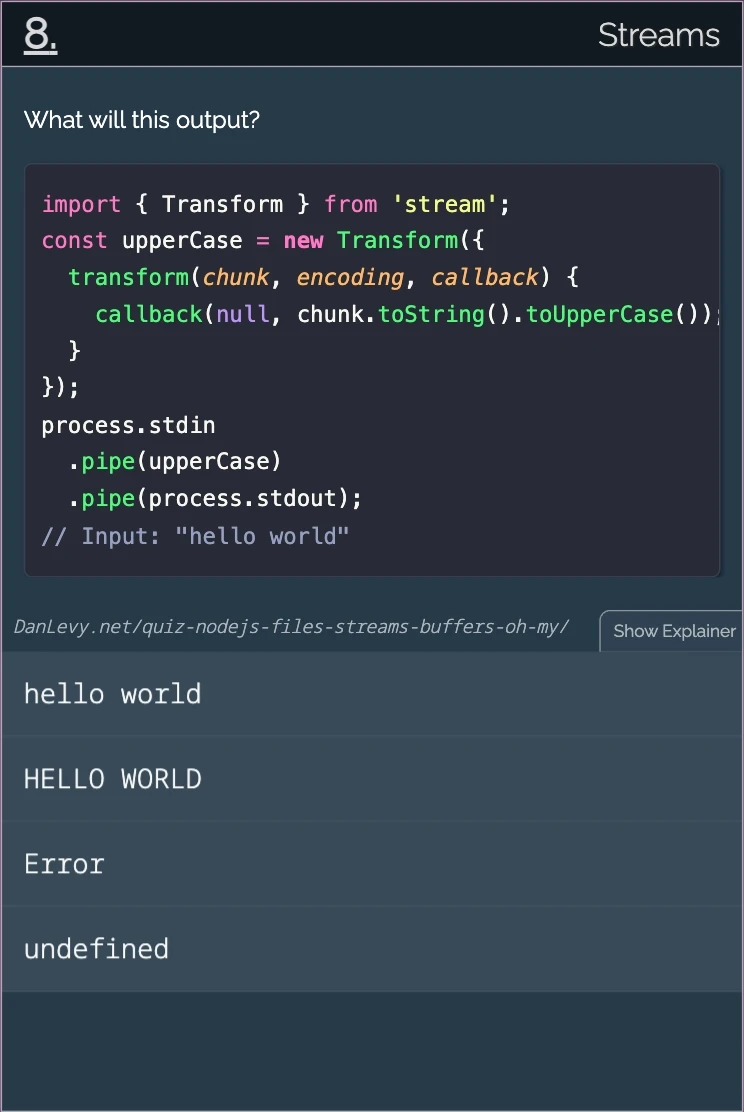 8.
Streams
What will this output?
import { Transform } from 'stream';
const upperCase = new Transform({
  transform(chunk, encoding, callback) {
    callback(null, chunk.toString().toUpperCase());
  }
});
process.stdin
  .pipe(upperCase)
  .pipe(process.stdout);
// Input: "hello world"
DanLevy.net/quiz-nodejs-files-streams-buffers-oh-my/
Show Explainer
hello world
HELLO WORLD
Error
undefined